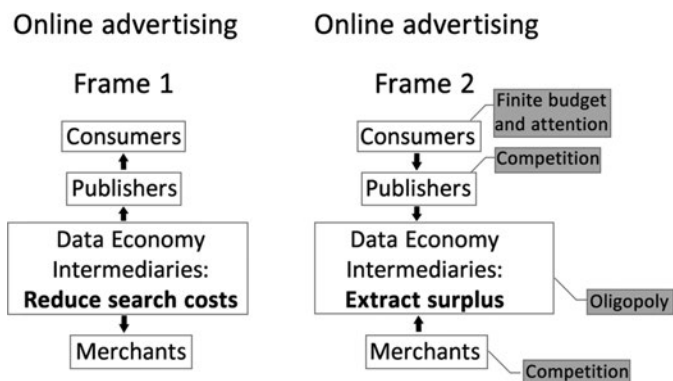 Online advertising
Frame 1
Consumers
Publishers
Data Economy
Intermediaries:
Reduce search costs
Merchants
Online advertising
Frame 2
Finite budget
and attention
Consumers
Competition
Publishers
Data Economy
Intermediaries:
Extract surplus
Oligopoly
Merchants
Competition